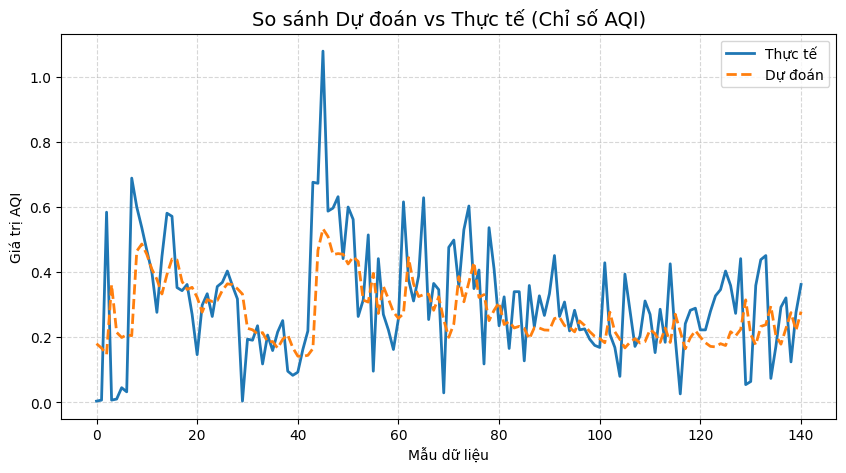 So sánh Dự đoán vs Thực tế (Chỉ số AQI)
Thực tế
Dự đoán
Giá trị AQI
1.0
0.8
0.6
0.4
0.2
0.0
0 20 40 60 80 100 120 140
Mẫu dữ liệu